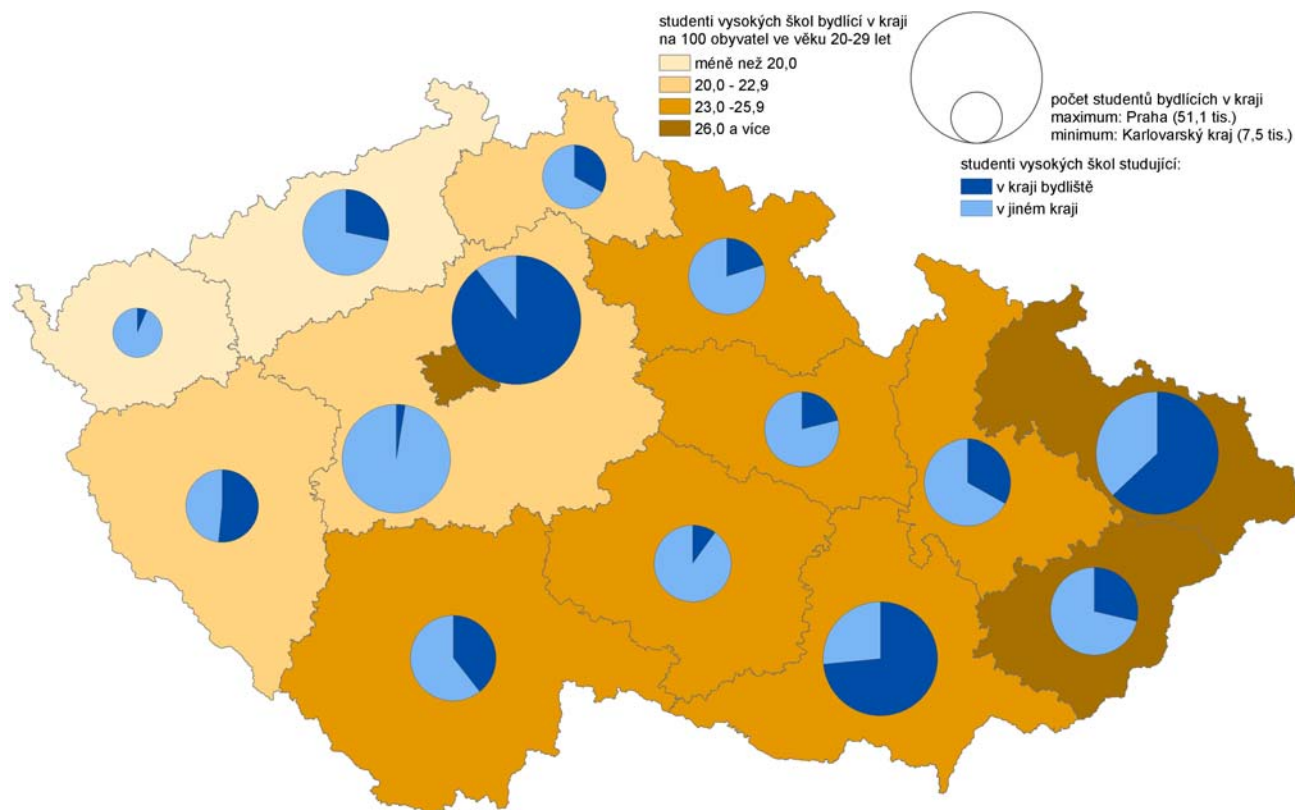 studenti vysokých škol bydlící v kraji
na 100 obyvatel ve věku 20-29 let
méně než 20,0
20,0 - 22,9
23,0 -25,9
26,0 a více
počet studentů bydlících v kraji
maximum: Praha (51,1 tis.)
minimum: Karlovarský kraj (7,5 tis.)
studenti vysokých škol studující:
v kraji bydliště
v jiném kraji